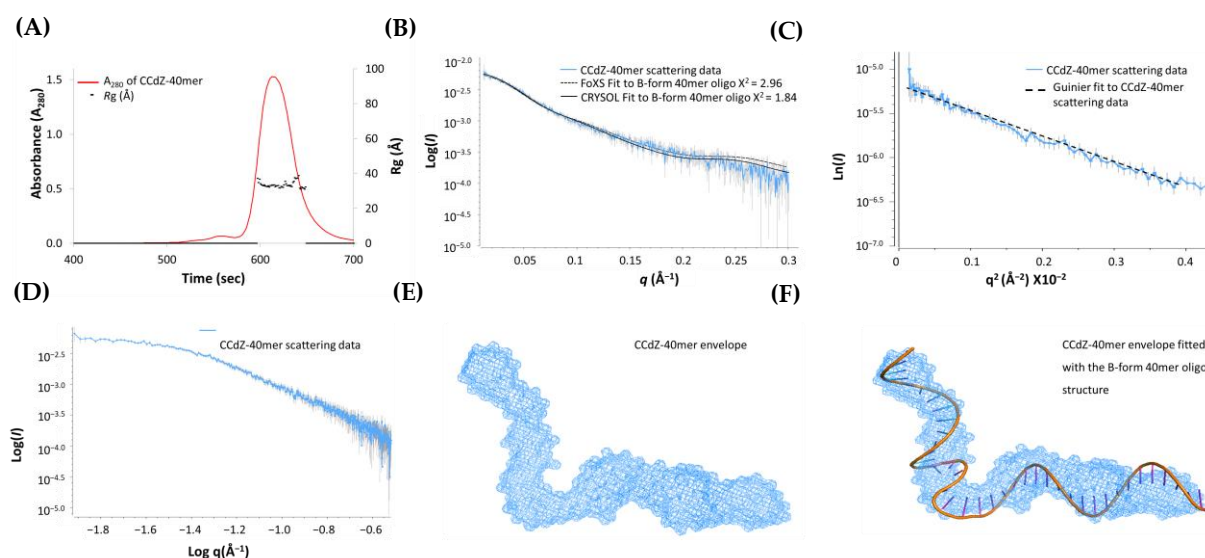 (A)
1.5
1.0
0.5
0.0
Absorbance (A280)
A280 of CCdZ-40mer
Rg (Å)
100
80
60
40
20
0
Rg (Å)
400
500
600
700
Time (sec)
(B)
10−2.0
10−2.5
10−3.0
10−3.5
10−4.0
10−4.5
10−5.0
Log(I)
CCdZ-40mer scattering data
FoXS Fit to B-form 40mer oligo X2 = 2.96
CRYSOL Fit to B-form 40mer oligo X2 = 1.84
0.05
0.1
0.15
0.2
0.25
0.3
q (Å−1)
(C)
10−5.0
10−5.5
10−6.0
10−6.5
10−7.0
Ln(I)
CCdZ-40mer scattering data
Guinier fit to CCdZ-40mer
scattering data
0
0.1
0.2
0.3
0.4
q2 (Å−2) X10−2
(D)
10−2.5
10−3.0
10−3.5
10−4.0
10−4.5
10−5.0
Log(I)
CCdZ-40mer scattering data
−1.8
−1.6
−1.4
−1.2
−1.0
−0.8
−0.6
Log q(Å−1)
(E)
CCdZ-40mer envelope
(F)
CCdZ-40mer envelope fitted
with the B-form 40mer oligo
structure